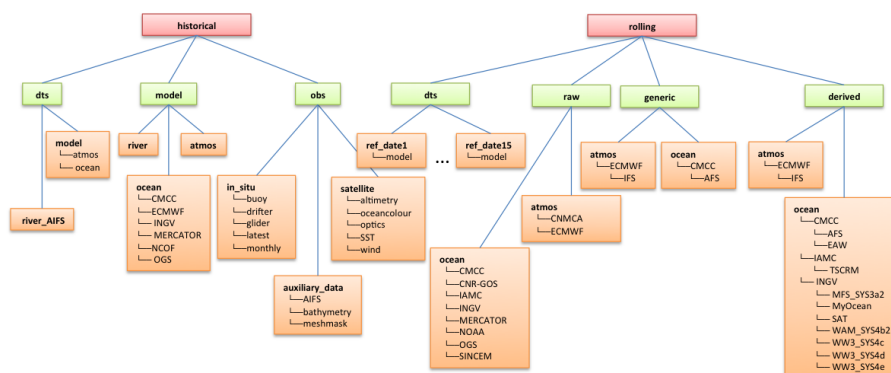 historical
rolling
dts
model
obs
dts
raw
generic
derived
model
atmos
ocean
river_AIFS
river
atmos
ocean
CMCC
ECMWF
INGV
MERCATOR
NCOF
OGS
in_situ
buoy
drifter
glider
latest
monthly
auxiliary_data
AIFS
bathymetry
meshmask
satellite
altimetry
oceancolour
optics
SST
wind
ref_date1
model
...
ref_date15
model
ocean
CMCC
CNR-GOS
IAMC
INGV
MERCATOR
NOAA
OGS
SINCEM
atmos
CNMCA
ECMWF
atmos
ECMWF
IFS
ocean
CMCC
AFS
atmos
ECMWF
IFS
ocean
CMCC
AFS
EAW
IAMC
TSCRM
INGV
MFS_SYS3a2
MyOcean
SAT
WAM_SYS4b2
WW3_SYS4c
WW3_SYS4d
WW3_SYS4e